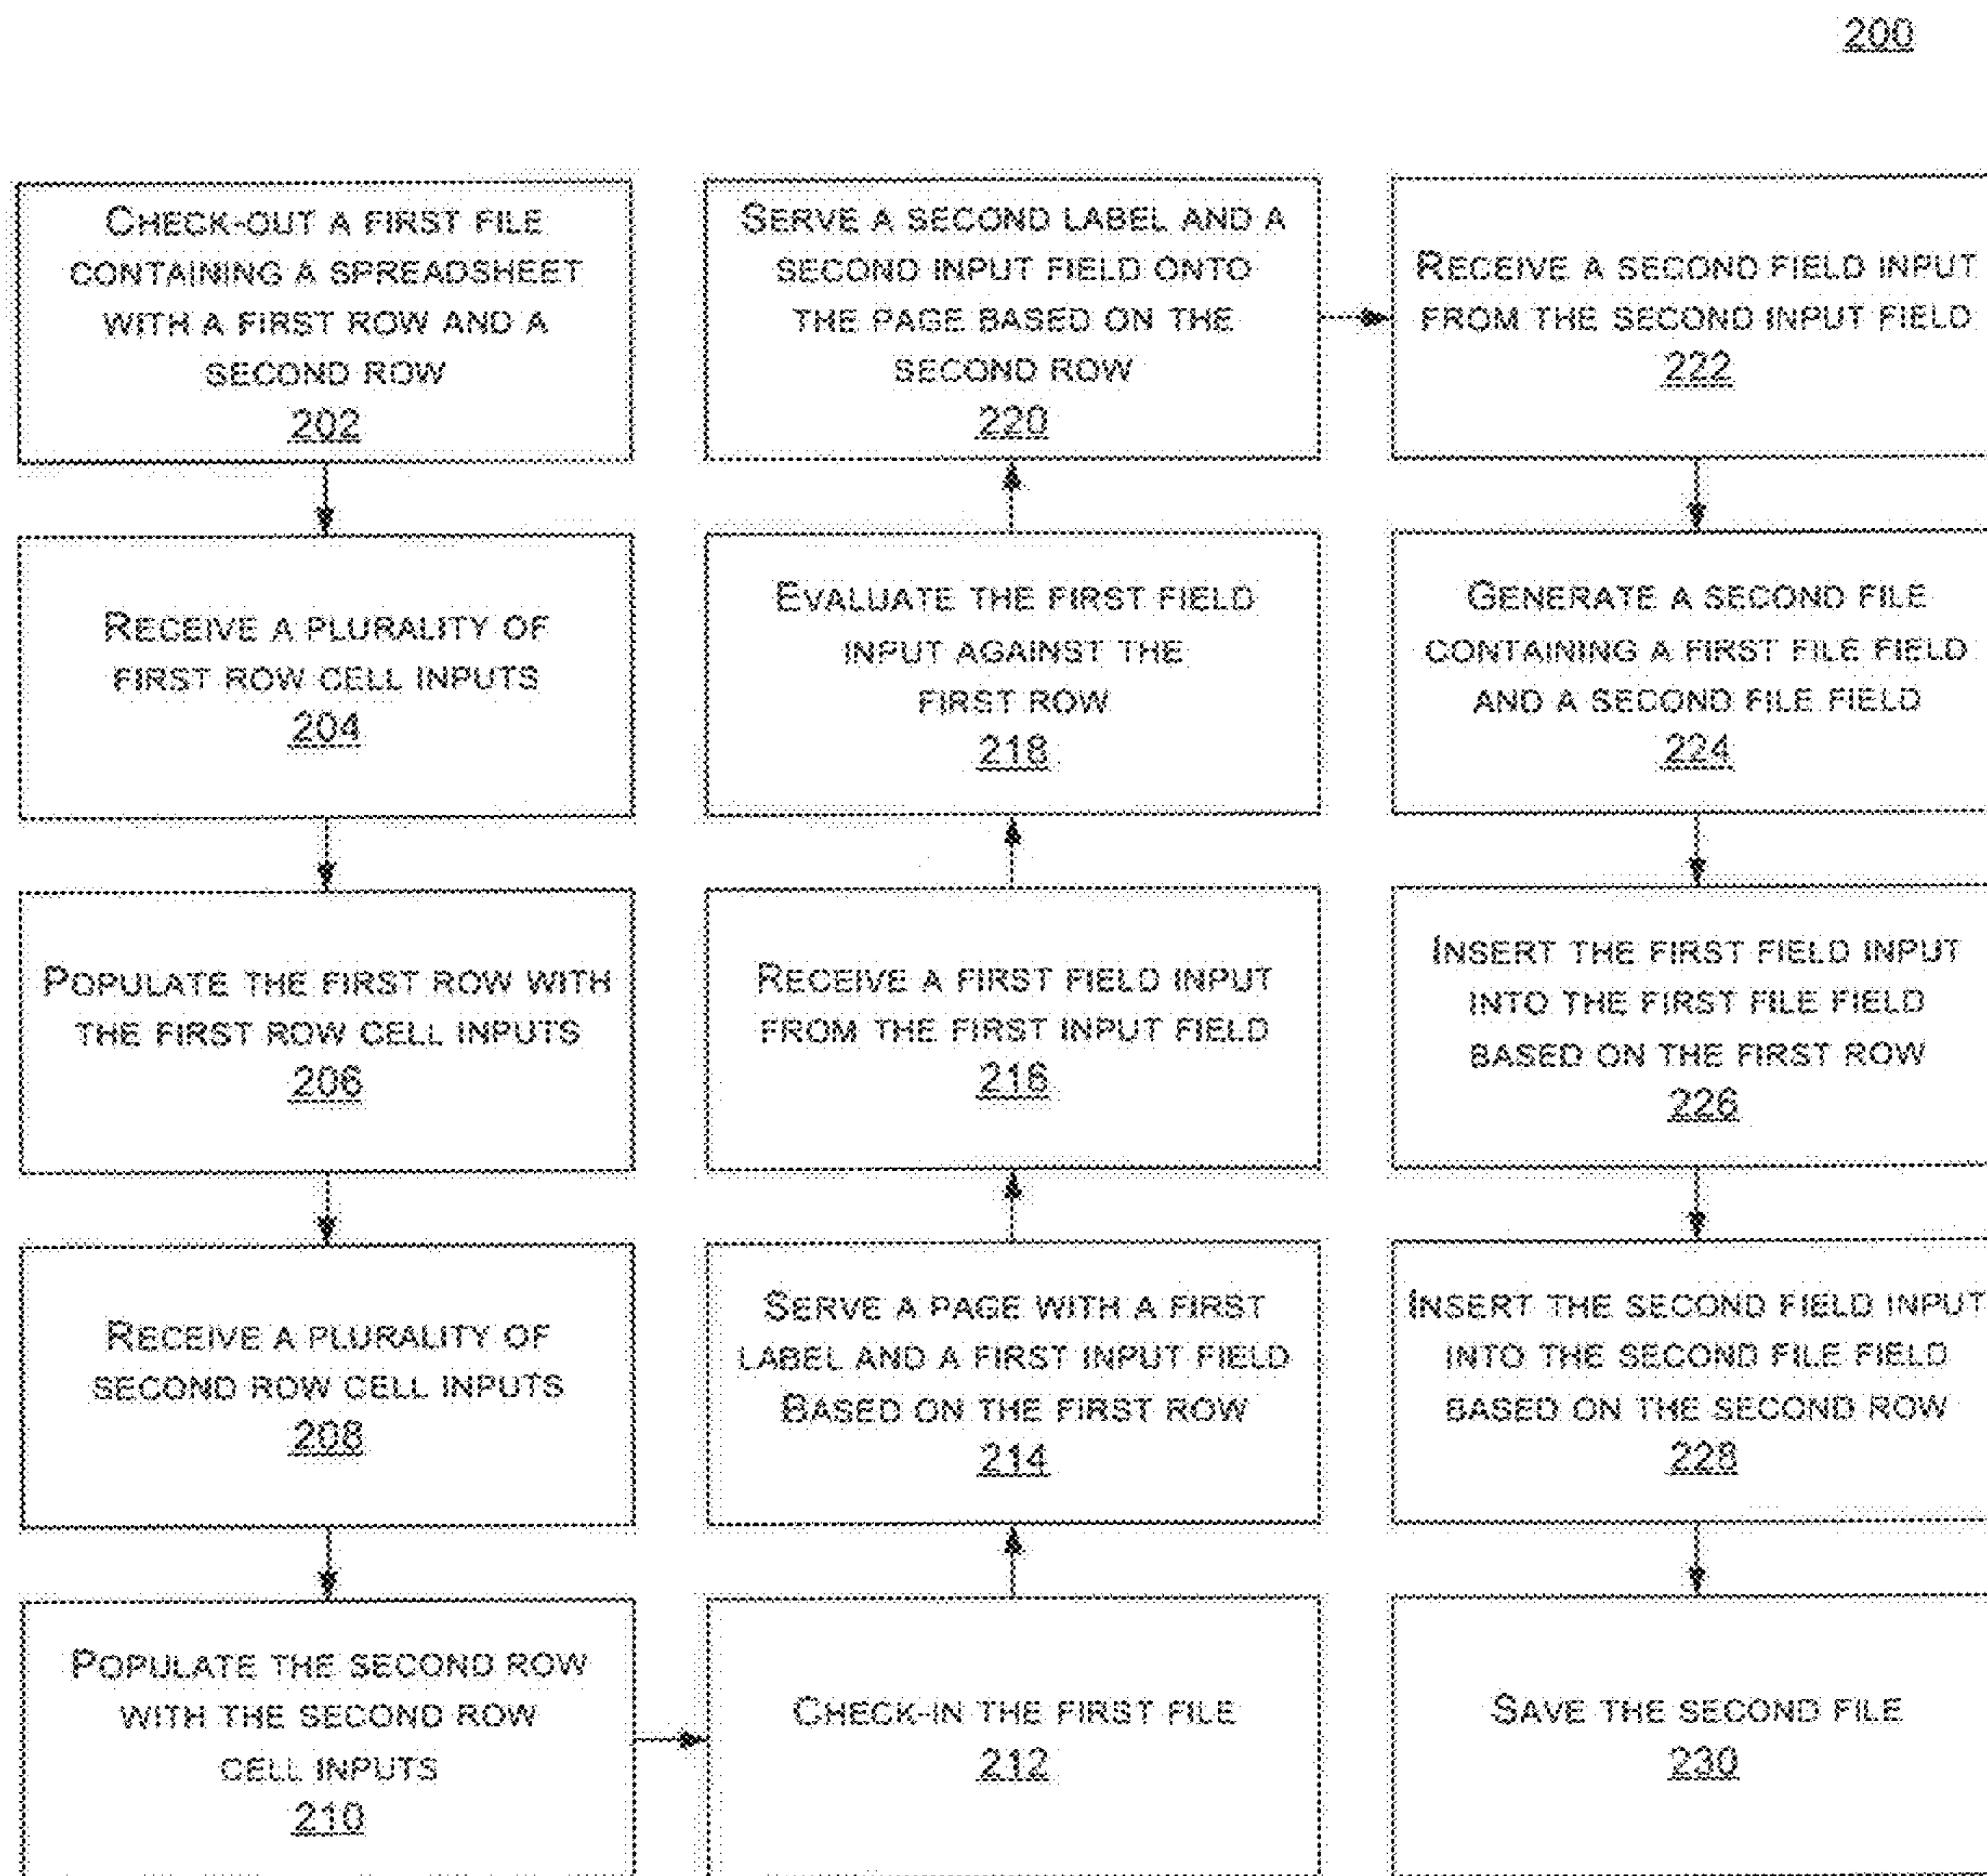 200
CHECK-OUT A FIRST FILE
CONTAINING A SPREADSHEET
WITH A FIRST ROW AND A
SECOND ROW
202
RECEIVE A PLURALITY OF
FIRST ROW CELL INPUTS
204
POPULATE THE FIRST ROW WITH
THE FIRST ROW CELL INPUTS
206
RECEIVE A PLURALITY OF
SECOND ROW CELL INPUTS
208
POPULATE THE SECOND ROW
WITH THE SECOND ROW
CELL INPUTS
210
CHECK-IN THE FIRST FILE
212
SERVE A PAGE WITH A FIRST
LABEL AND A FIRST INPUT FIELD
BASED ON THE FIRST ROW
214
RECEIVE A FIRST FIELD INPUT
FROM THE FIRST INPUT FIELD
216
EVALUATE THE FIRST FIELD
INPUT AGAINST THE
FIRST ROW
218
SERVE A SECOND LABEL AND A
SECOND INPUT FIELD ONTO
THE PAGE BASED ON THE
SECOND ROW
220
RECEIVE A SECOND FIELD INPUT
FROM THE SECOND INPUT FIELD
222
GENERATE A SECOND FILE
CONTAINING A FIRST FILE FIELD
AND A SECOND FILE FIELD
224
INSERT THE FIRST FIELD INPUT
INTO THE FIRST FILE FIELD
BASED ON THE FIRST ROW
226
INSERT THE SECOND FIELD INPUT
INTO THE SECOND FILE FIELD
BASED ON THE SECOND ROW
228
SAVE THE SECOND FILE
230